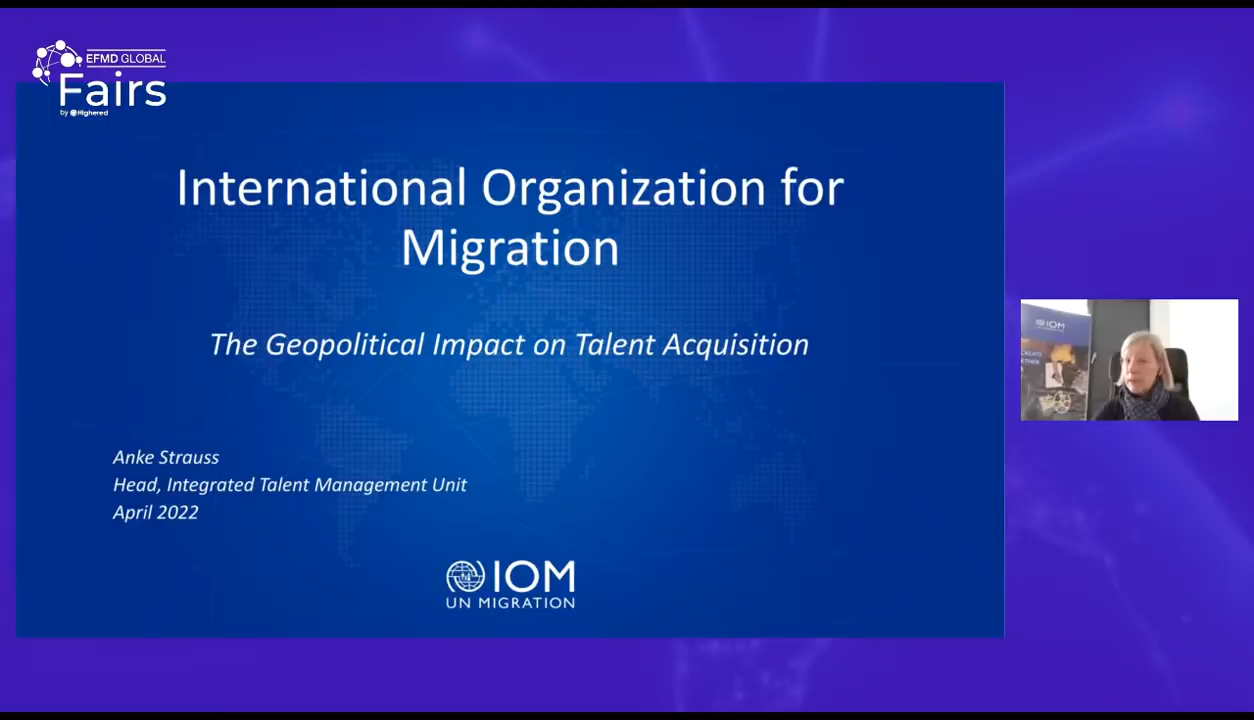 EFMD GLOBAL
Fairs
by Highered
International Organization for
Migration
The Geopolitical Impact on Talent Acquisition
Anke Strauss
Head, Integrated Talent Management Unit
April 2022
IOM
UN MIGRATION
IOM